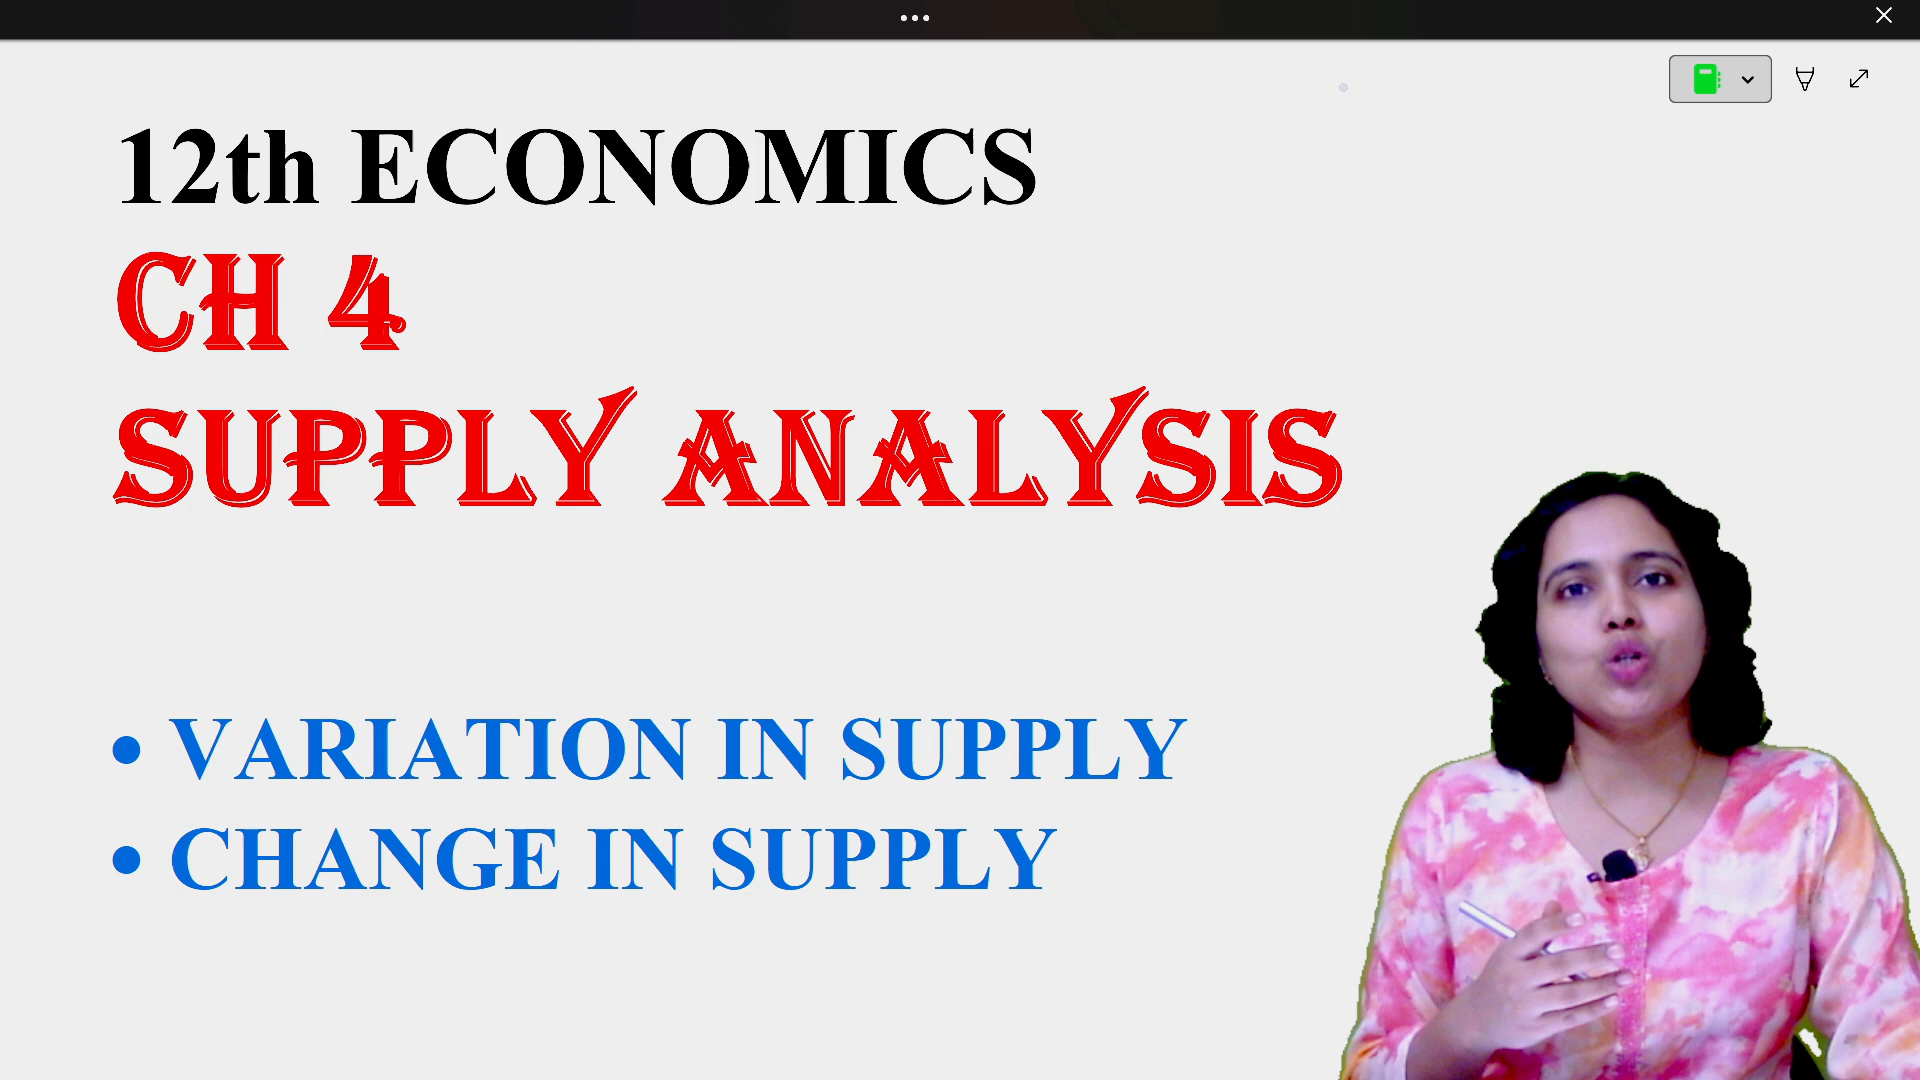 12th ECONOMICS
CH 4
SUPPLY ANALYSIS
• VARIATION IN SUPPLY
• CHANGE IN SUPPLY